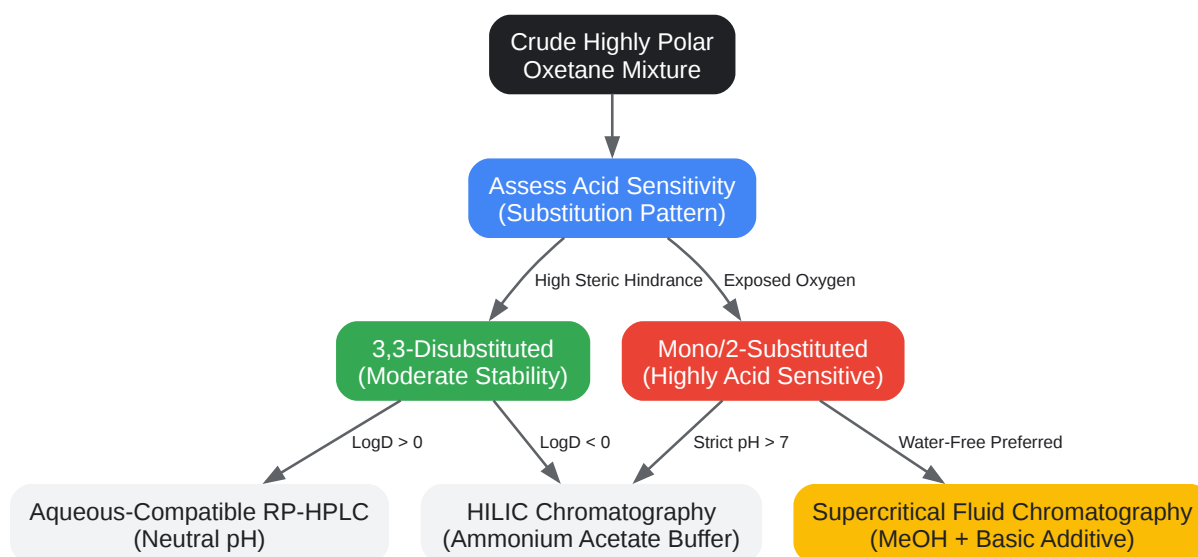 Crude Highly Polar
Oxetane Mixture
Assess Acid Sensitivity
(Substitution Pattern)
High Steric Hindrance
Exposed Oxygen
3,3-Disubstituted
(Moderate Stability)
Mono/2-Substituted
(Highly Acid Sensitive)
LogD > 0
LogD < 0
Strict pH > 7
Water-Free Preferred
Aqueous-Compatible RP-HPLC
(Neutral pH)
HILIC Chromatography
(Ammonium Acetate Buffer)
Supercritical Fluid Chromatography
(MeOH + Basic Additive)